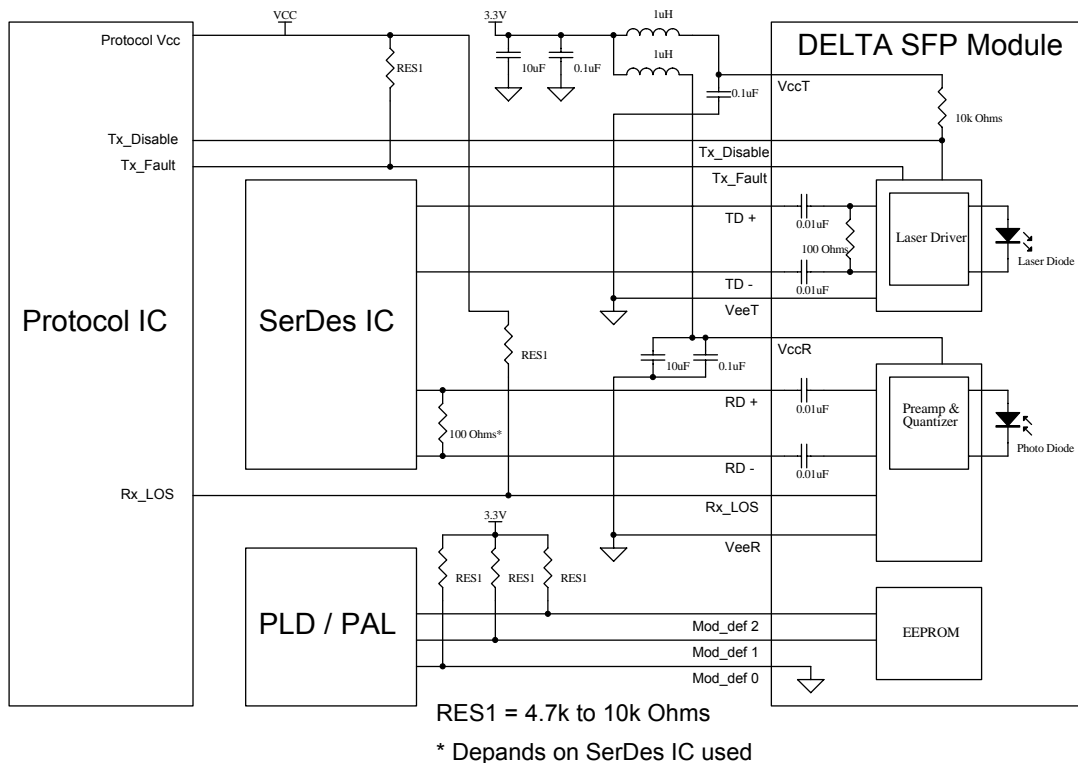 VCC
3.3V
1uH
Protocol Vcc
RES1
10uF
0.1uF
1uH
DELTA SFP Module
VccT
0.1uF
10k Ohms
Tx_Disable
Tx_Disable
Tx_Fault
Tx_Fault
TD +
0.01uF
100 Ohms
Laser Driver
Laser Diode
TD -
0.01uF
VeeT
Protocol IC
SerDes IC
RES1
10uF
0.1uF
VccR
RD +
0.01uF
Preamp &
Quantizer
100 Ohms*
Photo Diode
RD -
0.01uF
Rx_LOS
Rx_LOS
3.3V
VeeR
RES1
RES1
RES1
PLD / PAL
Mod_def 2
EEPROM
Mod_def 1
Mod_def 0
RES1 = 4.7k to 10k Ohms
* Depands on SerDes IC used